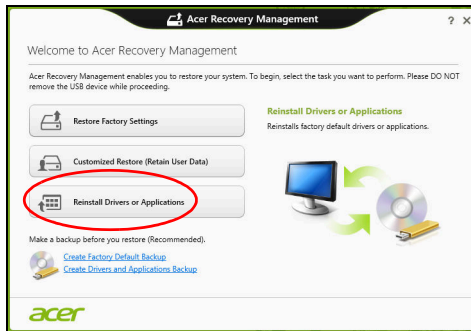 Acer Recovery Management
? X
Welcome to Acer Recovery Management
Acer Recovery Management enables you to restore your system. To begin, select the task you want to perform. Please DO NOT
remove the USB device while proceeding.
Restore Factory Settings
Customized Restore (Retain User Data)
Reinstall Drivers or Applications
Reinstall Drivers or Applications
Reinstalls factory default drivers or applications.
Make a backup before you restore (Recommended).
Create Factory Default Backup
Create Drivers and Applications Backup
acer